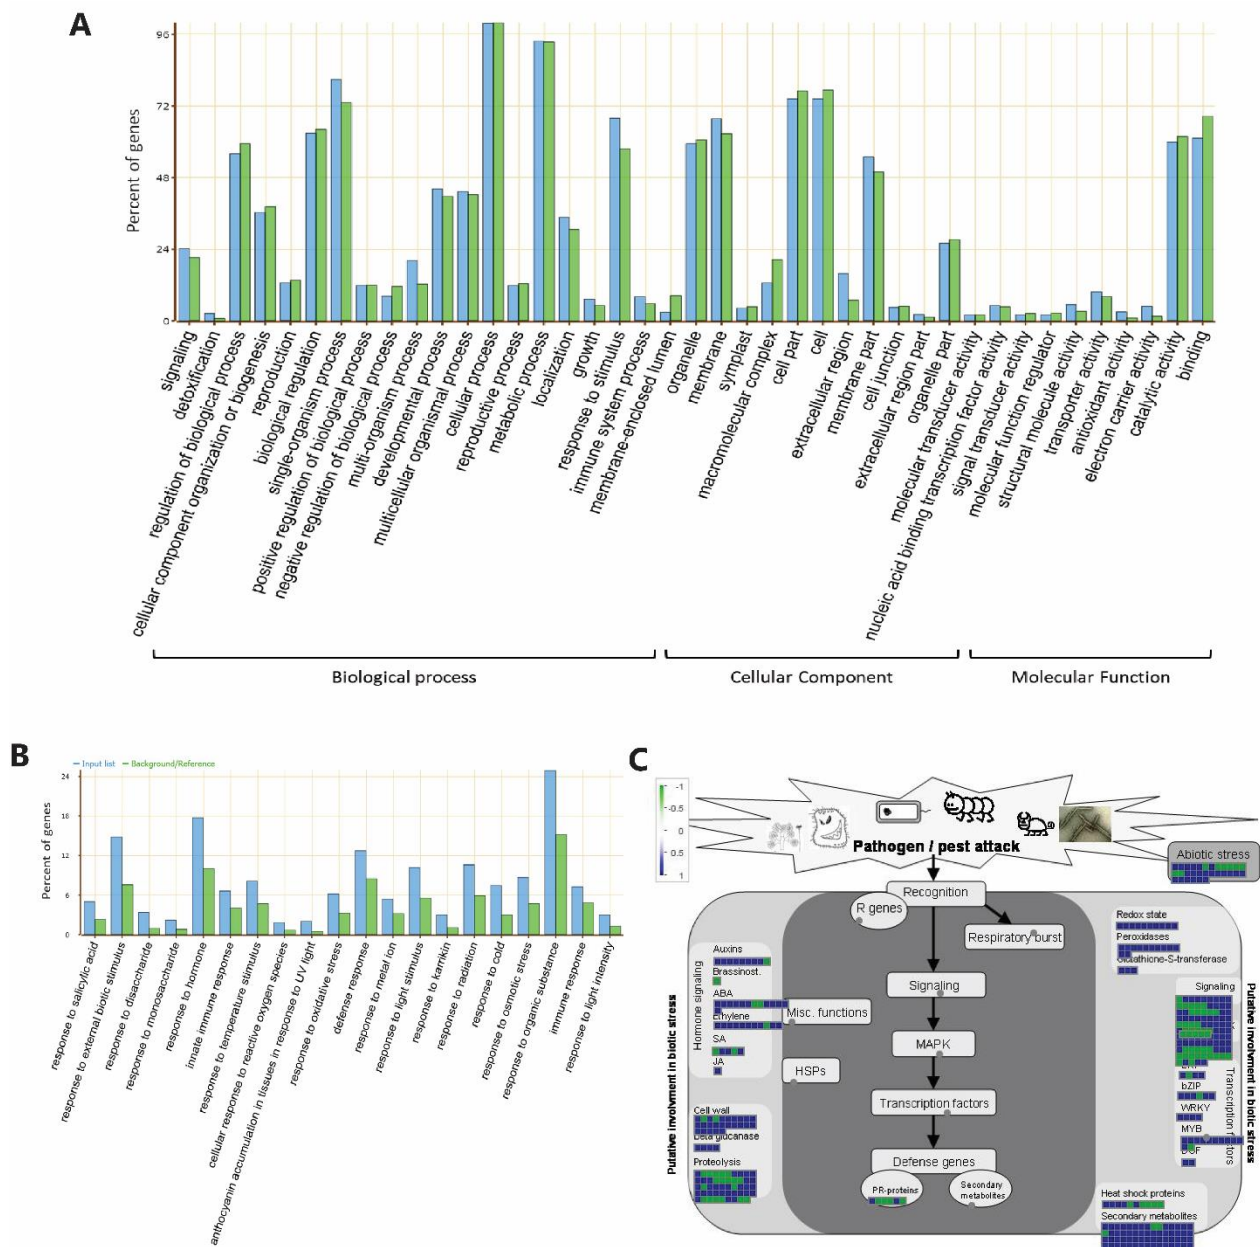 A
Percent of genes
96
72
48
24
0
signaling
detoxification
regulation of biological process
cellular component organization or biogenesis
reproduction
biological regulation
single-organism process
positive regulation of biological process
negative regulation of biological process
multi-organism process
developmental process
multicellular organismal process
cellular process
reproductive process
metabolic process
localization
growth
response to stimulus
immune system process
membrane-enclosed lumen
organelle
membrane
symplast
macromolecular complex
cell part
cell
extracellular region
membrane part
cell junction
extracellular region part
organelle part
molecular transducer activity
nucleic acid binding transcription factor activity
signal transducer activity
molecular function regulator
structural molecule activity
transporter activity
antioxidant activity
electron carrier activity
catalytic activity
binding
Biological process
Cellular Component
Molecular Function
B
Input list
Background/Reference
Percent of genes
24
18
12
6
0
response to salicylic acid
response to external biotic stimulus
response to disaccharide
response to monosaccharide
response to hormone
innate immune response
response to temperature stimulus
cellular response to reactive oxygen species
anthocyanin accumulation in tissues in response to UV light
response to oxidative stress
defense response
response to metal ion
response to light stimulus
response to karrikin
response to radiation
response to cold
response to osmotic stress
response to organic substance
immune response
response to light intensity
C
-1
-0.5
0
0.5
1
Pathogen / pest attack
Abiotic stress
Recognition
R genes
Respiratory burst
Redox state
Peroxidases
Glutathione-S-transferase
Hormone signaling
Auxins
Brassinost.
ABA
Ethylene
SA
JA
Misc. functions
Signaling
Signaling
MAPK
HSPs
bZIP
WRKY
MYB
DOF
Transcription factors
Transcription factors
Cell wall
beta glucanase
Proteolysis
Defense genes
PR-proteins
Secondary metabolites
Heat shock proteins
Secondary metabolites
Putative involvment in biotic stress
Putative involvement in biotic stress